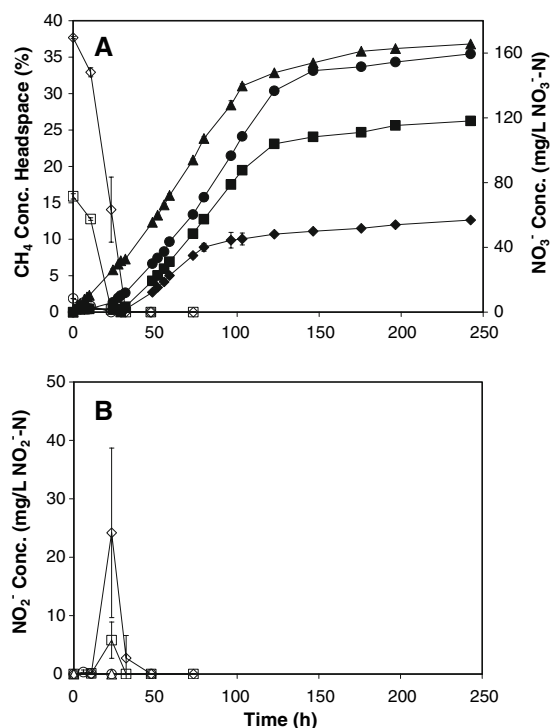 A
CH₄ Conc. Headspace (%)
40
35
30
25
20
15
10
5
0
160
120
80
40
0
NO₃⁻ Conc. (mg/L NO₃⁻-N)
0 50 100 150 200 250
B
NO₂⁻ Conc. (mg/L NO₂⁻-N)
50
40
30
20
10
0
0 50 100 150 200 250
Time (h)